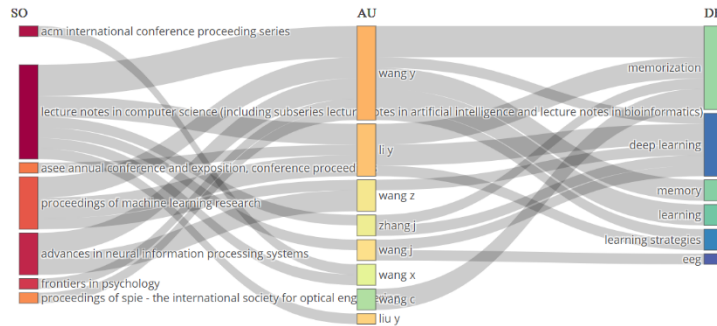 SO
AU
DE
acm international conference proceeding series
lecture notes in computer science (including subseries lecture notes in artificial intelligence and lecture notes in bioinformatics)
asee annual conference and exposition, conference proceed
proceedings of machine learning research
advances in neural information processing systems
frontiers in psychology
proceedings of spie - the international society for optical eng
wang y
li y
wang z
zhang j
wang j
wang x
wang c
liu y
memorization
deep learning
memory
learning
learning strategies
eeg